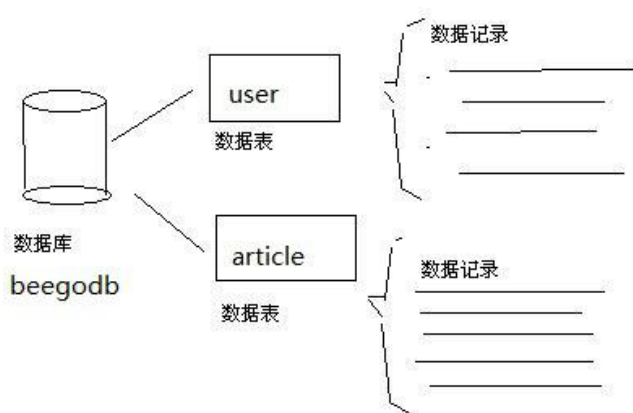 数据记录
user
数据表
数据库
beegodb
article
数据表
数据记录